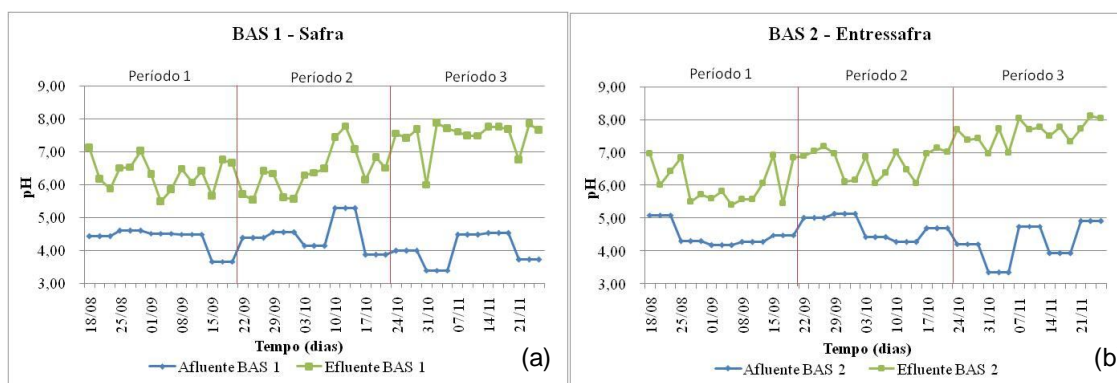 BAS 1 - Safra
Período 1 Período 2 Período 3
9,00
8,00
7,00
6,00
5,00
4,00
3,00
pH
18/08 25/08 01/09 08/09 15/09 22/09 29/09 03/10 10/10 17/10 24/10 31/10 07/11 14/11 21/11
Tempo (dias)
Afluente BAS 1 Efluente BAS 1
(a)
BAS 2 - Entressafra
Período 1 Período 2 Período 3
9,00
8,00
7,00
6,00
5,00
4,00
3,00
pH
18/08 25/08 01/09 08/09 15/09 22/09 29/09 03/10 10/10 17/10 24/10 31/10 07/11 14/11 21/11
Tempo (dias)
Afluente BAS 2 Efluente BAS 2
(b